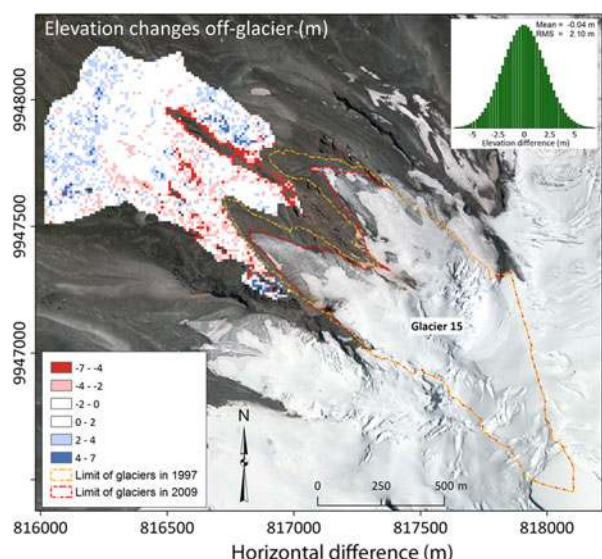 Elevation changes off-glacier (m)
Mean = -0.04 m
RMS = 2.10 m
-5 -2.5 0 2.5 5
Elevation difference (m)
9948000
9947500
9947000
Glacier 15
-7 - -4
-4 - -2
-2 - 0
0 - 2
2 - 4
4 - 7
Limit of glaciers in 1997
Limit of glaciers in 2009
N
0 250 500 m
816000 816500 817000 817500 818000
Horizontal difference (m)